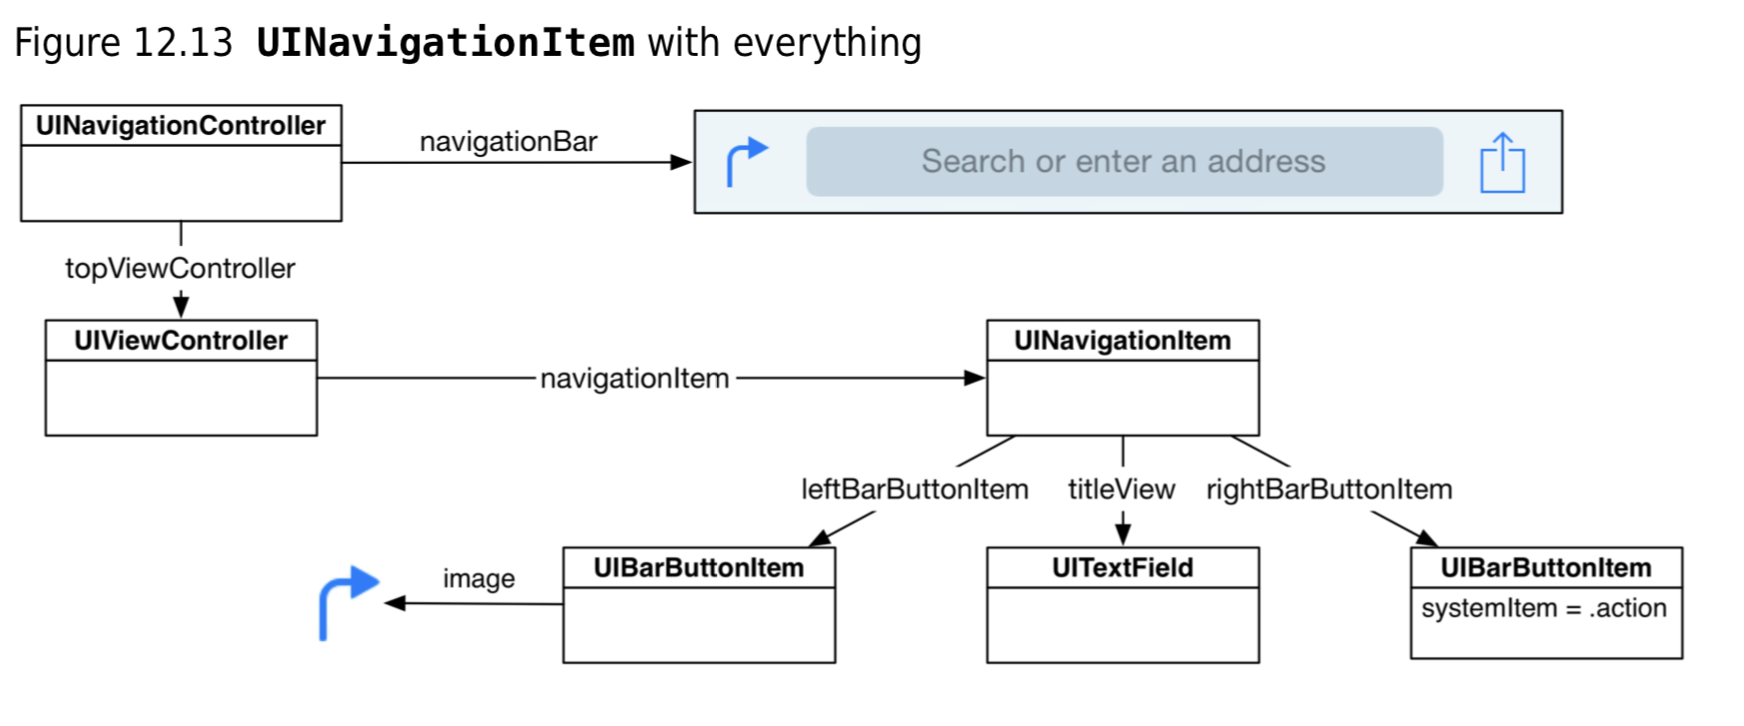 Figure 12.13 UINavigationItem with everything
UINavigationController
navigationBar
Search or enter an address
topViewController
UIViewController
navigationItem
UINavigationItem
leftBarButtonItem
titleView
rightBarButtonItem
image
UIBarButtonItem
UITextField
UIBarButtonItem
systemItem = .action